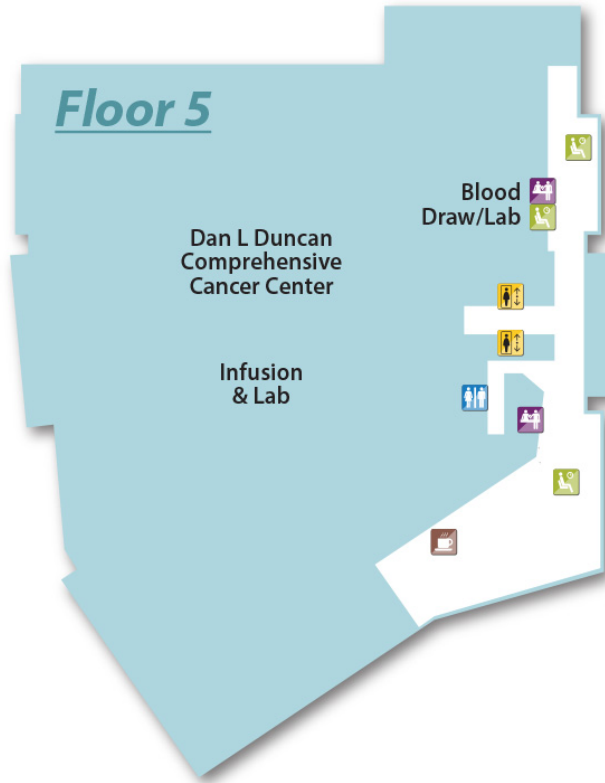 Floor 5
Blood
Draw/Lab
Dan L Duncan
Comprehensive
Cancer Center
Infusion
& Lab